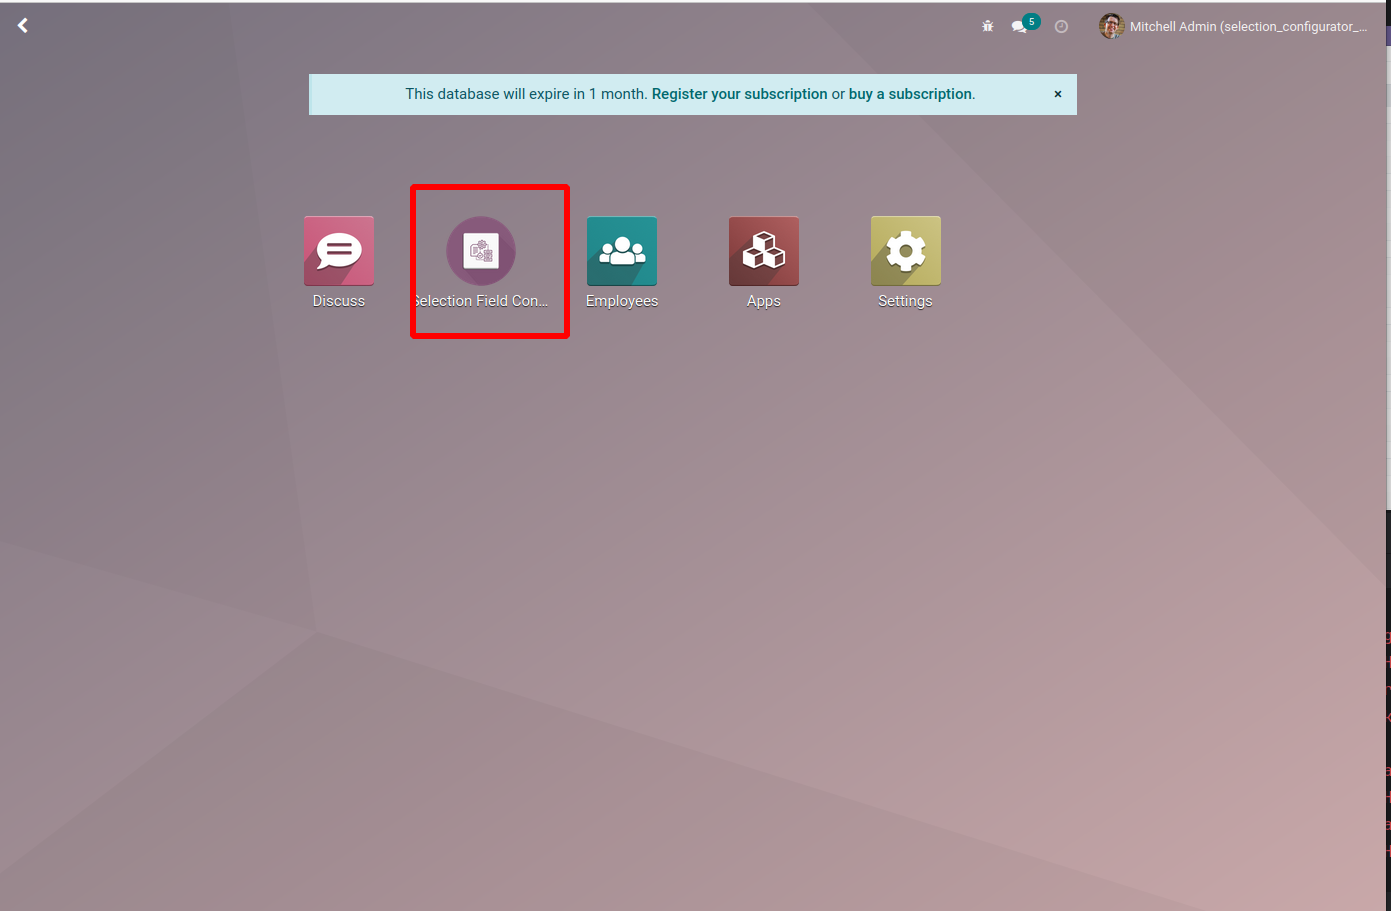 5
Mitchell Admin (selection_configurator_...
This database will expire in 1 month. Register your subscription or buy a subscription.
×
Discuss
Selection Field Con...
Employees
Apps
Settings